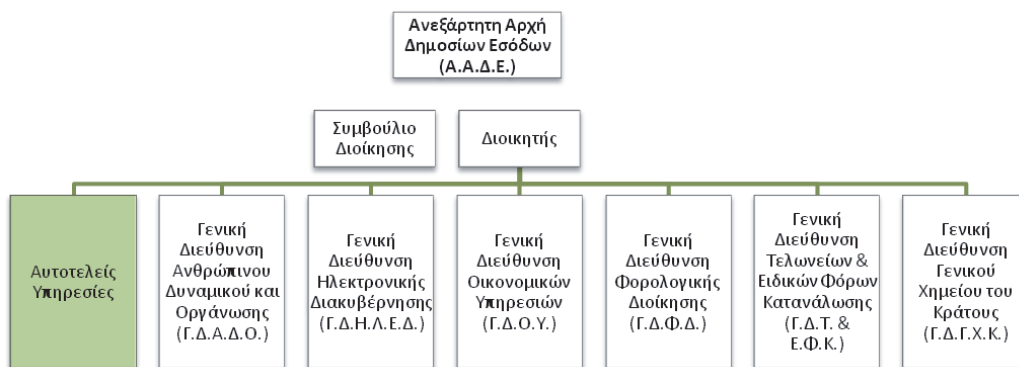 Ανεξάρτητη Αρχή
Δημοσίων Εσόδων
(Α.Α.Δ.Ε.)
Συμβούλιο
Διοίκησης
Διοικητής
Αυτοτελείς
Υπηρεσίες
Γενική
Διεύθυνση
Ανθρώπινου
Δυναμικού και
Οργάνωσης
(Γ.Δ.Α.Δ.Ο.)
Γενική
Διεύθυνση
Ηλεκτρονικής
Διακυβέρνησης
(Γ.Δ.Η.Λ.Ε.Δ.)
Γενική
Διεύθυνση
Οικονομικών
Υπηρεσιών
(Γ.Δ.Ο.Υ.)
Γενική
Διεύθυνση
Φορολογικής
Διοίκησης
(Γ.Δ.Φ.Δ.)
Γενική
Διεύθυνση
Τελωνείων &
Ειδικών Φόρων
Κατανάλωσης
(Γ.Δ.Τ. &
Ε.Φ.Κ.)
Γενική
Διεύθυνση
Γενικού
Χημείου του
Κράτους
(Γ.Δ.Γ.Χ.Κ.)